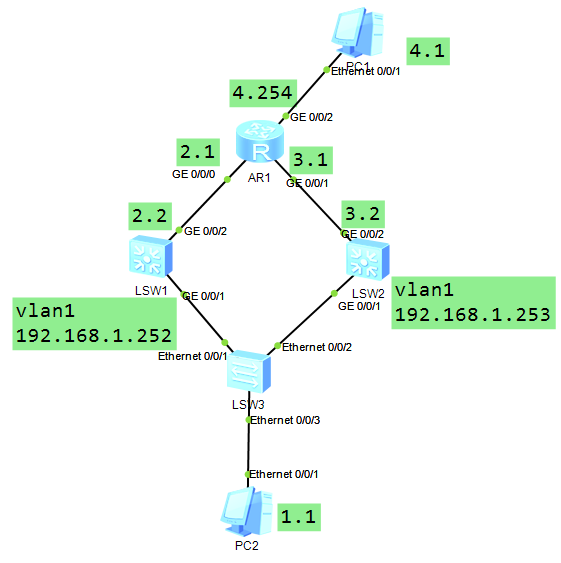 PC1
4.1
Ethernet 0/0/1
4.254
GE 0/0/2
R
AR1
2.1
GE 0/0/0
3.1
GE 0/0/1
2.2
GE 0/0/2
3.2
GE 0/0/2
LSW1
LSW2
GE 0/0/1
GE 0/0/1
vlan1
192.168.1.252
vlan1
192.168.1.253
Ethernet 0/0/1
Ethernet 0/0/2
LSW3
Ethernet 0/0/3
Ethernet 0/0/1
1.1
PC2